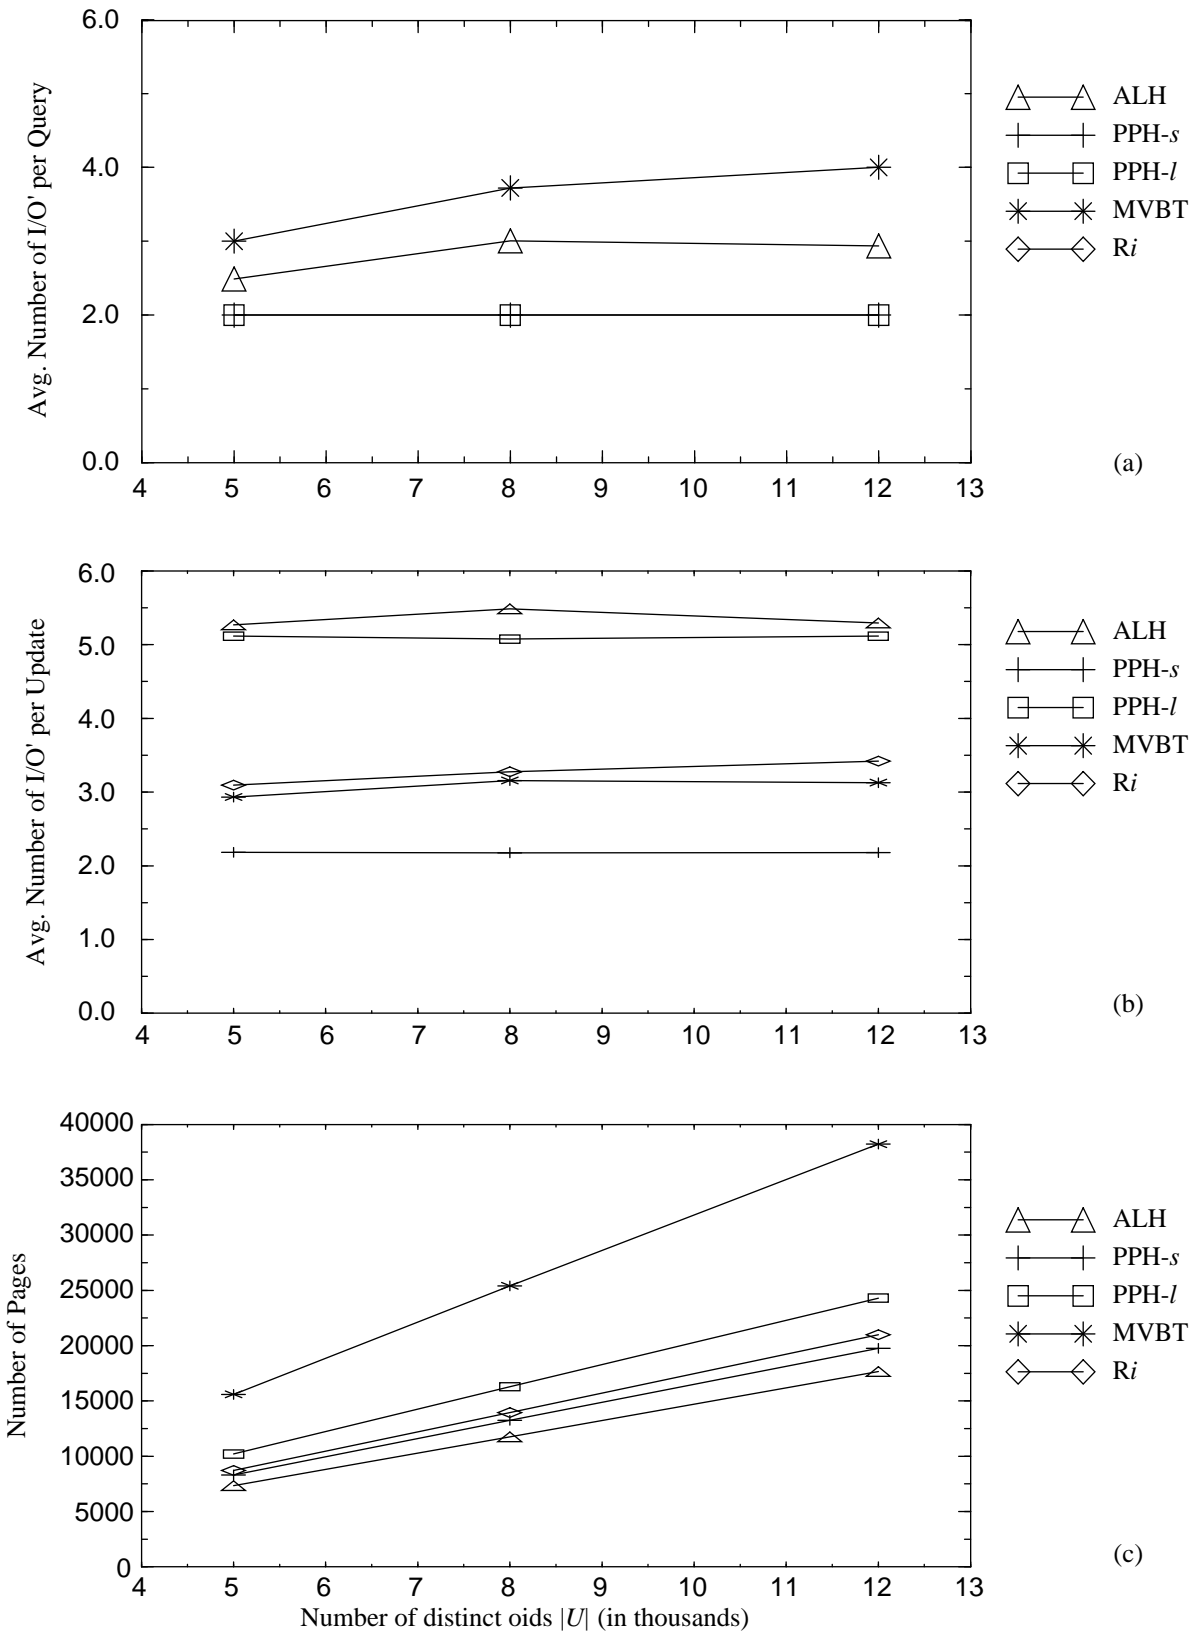 6.0
4.0
2.0
0.0
Avg. Number of I/O' per Query
4 5 6 7 8 9 10 11 12 13
ALH
PPH-s
PPH-l
MVBT
Ri
(a)
6.0
5.0
4.0
3.0
2.0
1.0
0.0
Avg. Number of I/O' per Update
4 5 6 7 8 9 10 11 12 13
ALH
PPH-s
PPH-l
MVBT
Ri
(b)
40000
35000
30000
25000
20000
15000
10000
5000
0
Number of Pages
4 5 6 7 8 9 10 11 12 13
Number of distinct oids |U| (in thousands)
ALH
PPH-s
PPH-l
MVBT
Ri
(c)